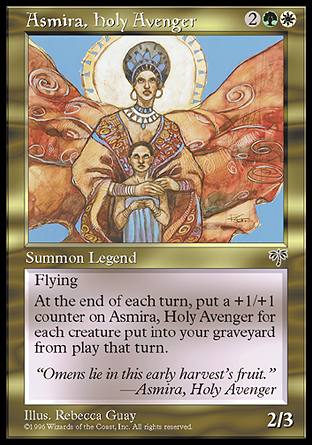 Asmira, Holy Avenger 2
Summon Legend
Flying
At the end of each turn, put a +1/+1
counter on Asmira, Holy Avenger for
each creature put into your graveyard
from play that turn.
“Omens lie in this early harvest’s fruit.”
—Asmira, Holy Avenger
Illus. Rebecca Guay
©1996 Wizards of the Coast, Inc. All rights reserved.
2/3